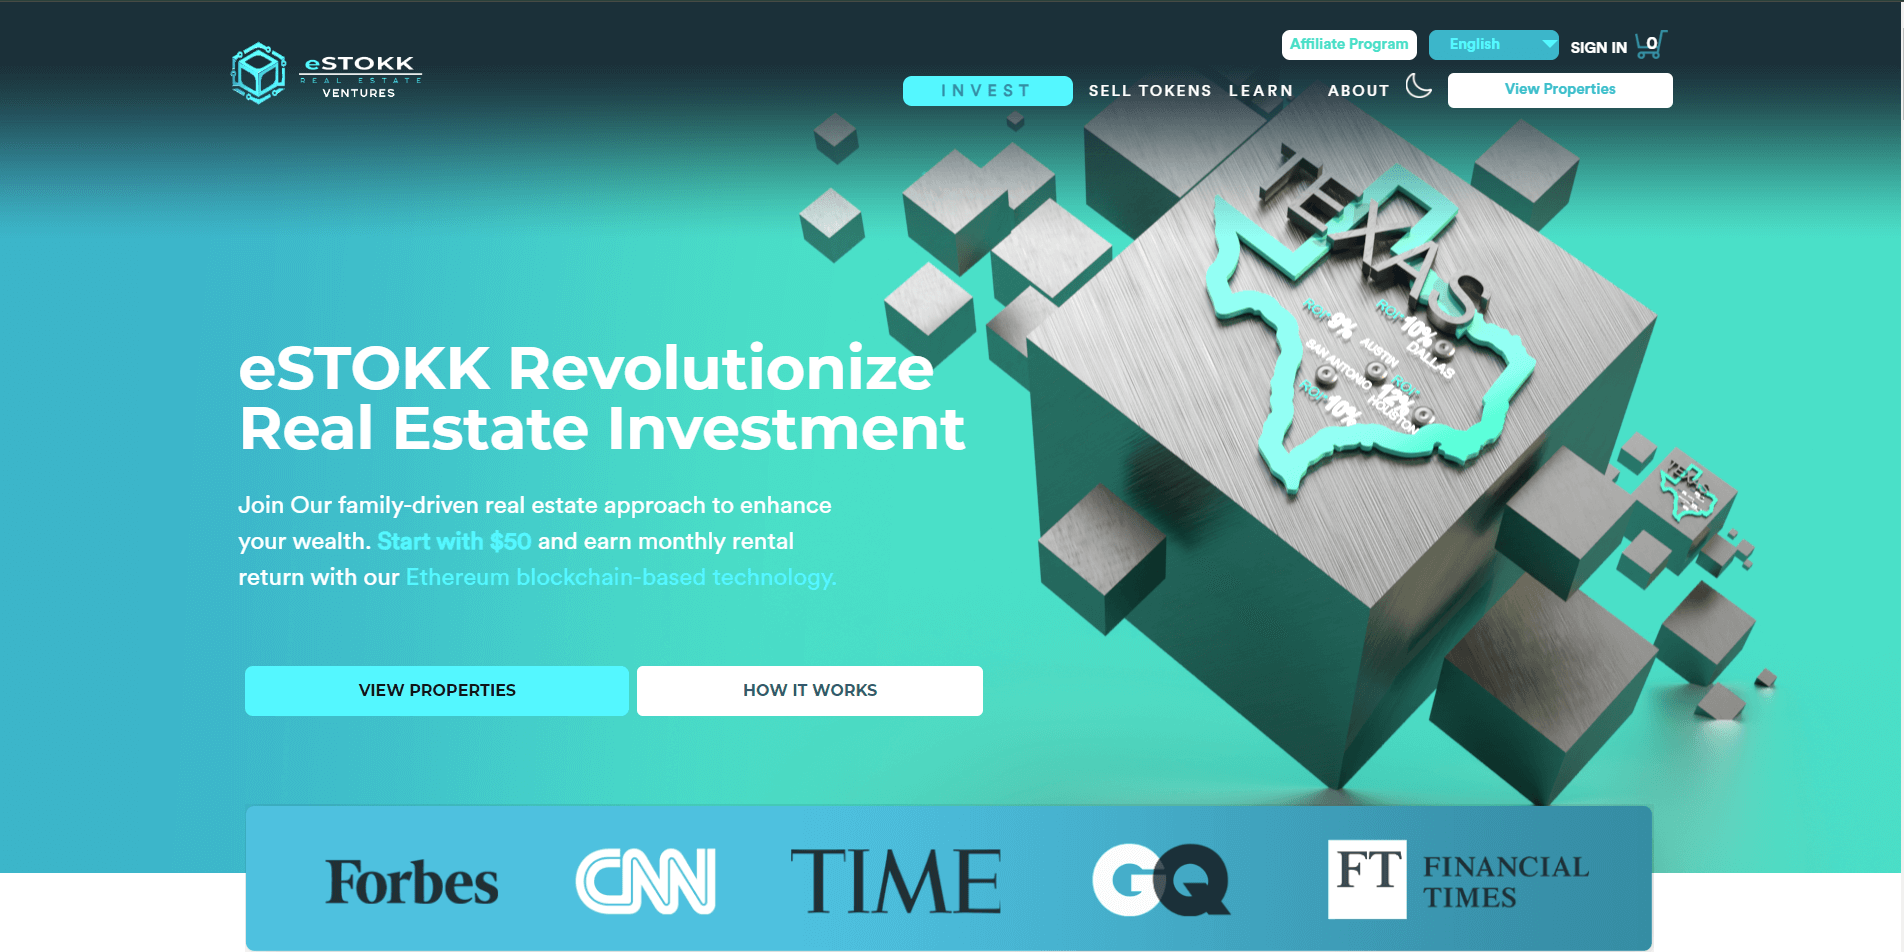 eSTOKK
REAL ESTATE
VENTURES
Affiliate Program
English
SIGN IN
0
INVEST
SELL TOKENS
LEARN
ABOUT
View Properties
TEXAS
ROI 9%
ROI 10%
AUSTIN
DALLAS
SAN ANTONIO
ROI 12%
ROI 10%
HOUSTON
TEXAS
eSTOKK Revolutionize
Real Estate Investment
Join Our family-driven real estate approach to enhance
your wealth. Start with $50 and earn monthly rental
return with our Ethereum blockchain-based technology.
VIEW PROPERTIES
HOW IT WORKS
Forbes
CNN
TIME
GQ
FT FINANCIAL
TIMES